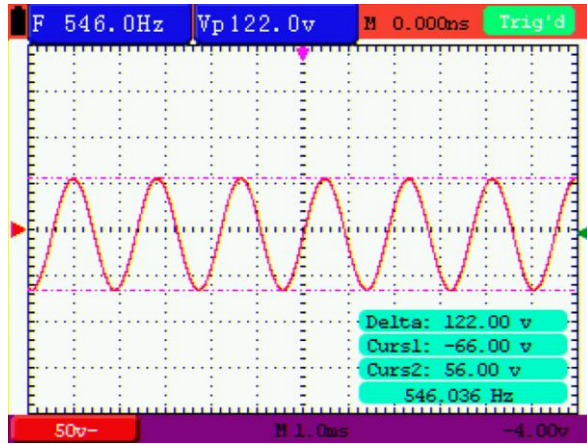 F 546.0Hz Vp122.0v M 0.000ns Trig'd
Delta: 122.00 v
Curs1: -66.00 v
Curs2: 56.00 v
546.036 Hz
50v~ M 1.0ms -4.00v